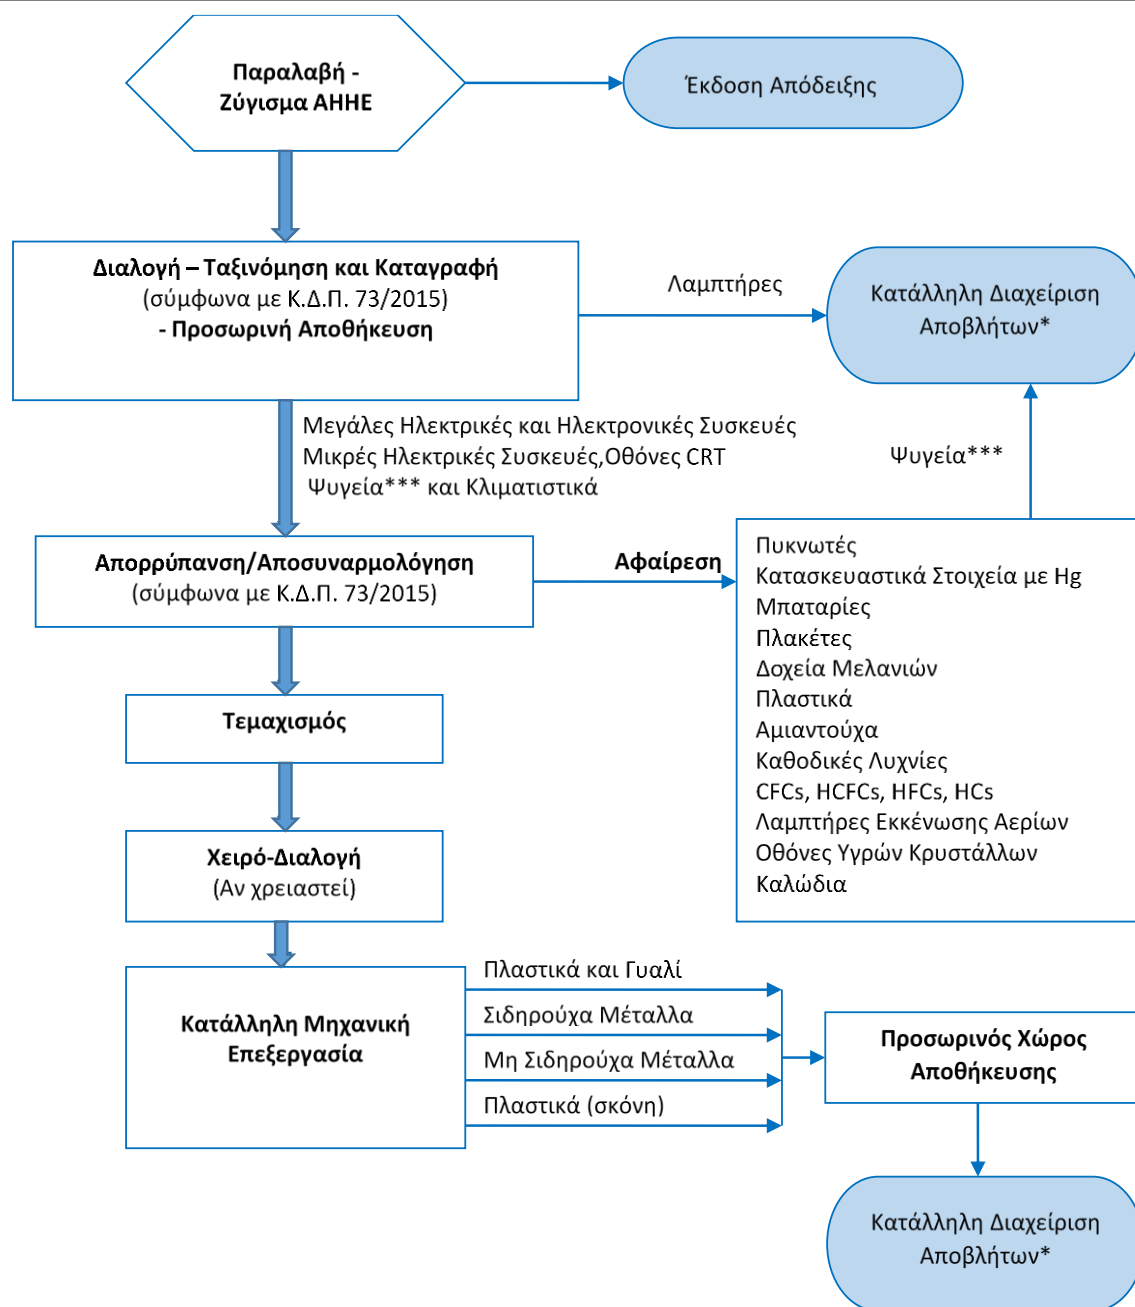 Παραλαβή -
Ζύγισμα ΑΗΗΕ
Έκδοση Απόδειξης
Διαλογή – Ταξινόμηση και Καταγραφή
(σύμφωνα με Κ.Δ.Π. 73/2015)
- Προσωρινή Αποθήκευση
Λαμπτήρες
Κατάλληλη Διαχείριση
Αποβλήτων*
Μεγάλες Ηλεκτρικές και Ηλεκτρονικές Συσκευές
Μικρές Ηλεκτρικές Συσκευές,Οθόνες CRT
Ψυγεία*** και Κλιματιστικά
Ψυγεία***
Απορρύπανση/Αποσυναρμολόγηση
(σύμφωνα με Κ.Δ.Π. 73/2015)
Αφαίρεση
Πυκνωτές
Κατασκευαστικά Στοιχεία με Hg
Μπαταρίες
Πλακέτες
Δοχεία Μελανιών
Πλαστικά
Αμιαντούχα
Καθοδικές Λυχνίες
CFCs, HCFCs, HFCs, HCs
Λαμπτήρες Εκκένωσης Αερίων
Οθόνες Υγρών Κρυστάλλων
Καλώδια
Τεμαχισμός
Χειρό-Διαλογή
(Αν χρειαστεί)
Κατάλληλη Μηχανική
Επεξεργασία
Πλαστικά και Γυαλί
Σιδηρούχα Μέταλλα
Μη Σιδηρούχα Μέταλλα
Πλαστικά (σκόνη)
Προσωρινός Χώρος
Αποθήκευσης
Κατάλληλη Διαχείριση
Αποβλήτων*